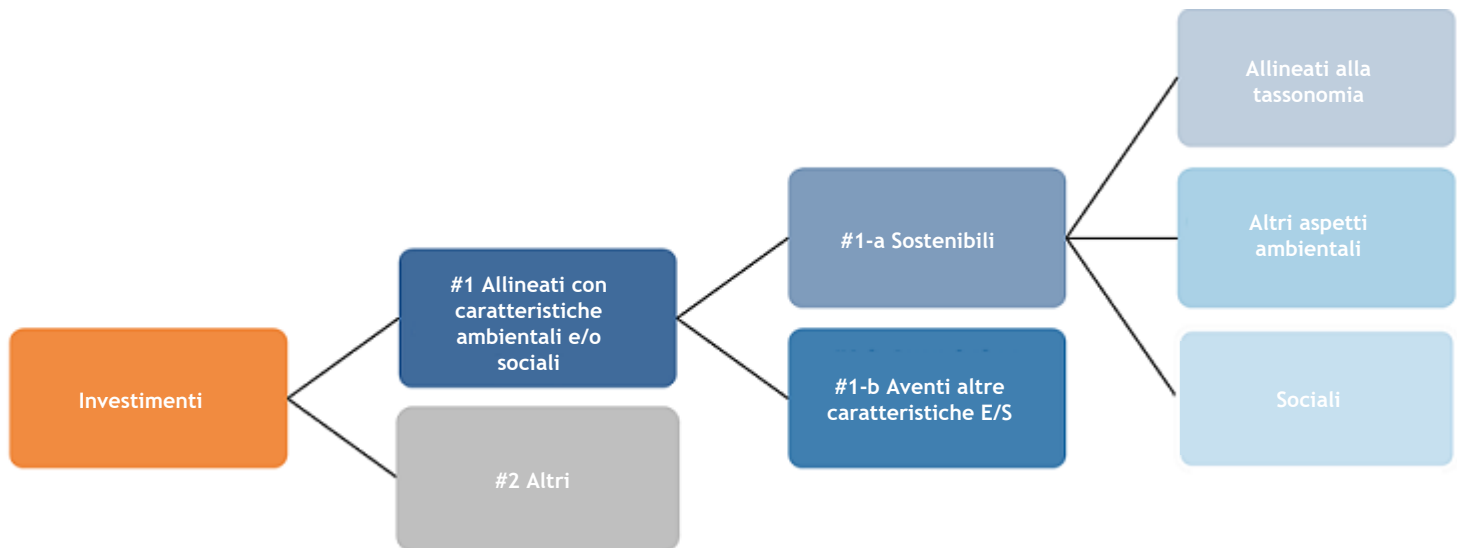 Investimenti
#1 Allineati con
caratteristiche
ambientali e/o
sociali
#2 Altri
#1-a Sostenibili
#1-b Aventi altre
caratteristiche E/S
Allineati alla
tassonomia
Altri aspetti
ambientali
Sociali